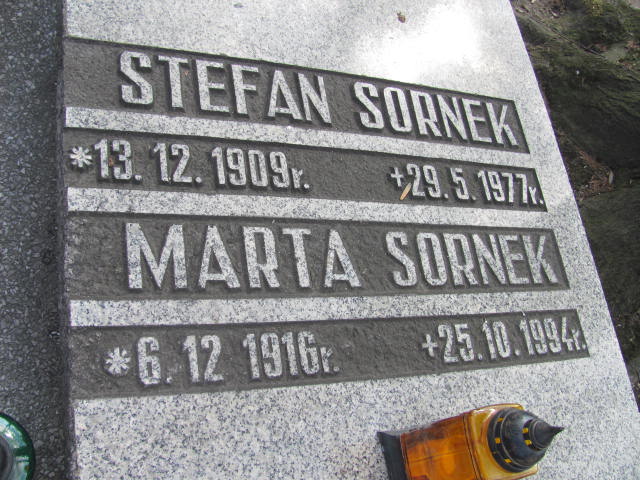 STEFAN SORNEK
*13. 12. 1909r. +29. 5. 1977r.
MARTA SORNEK
*6. 12 1916r. +25. 10. 1994r.